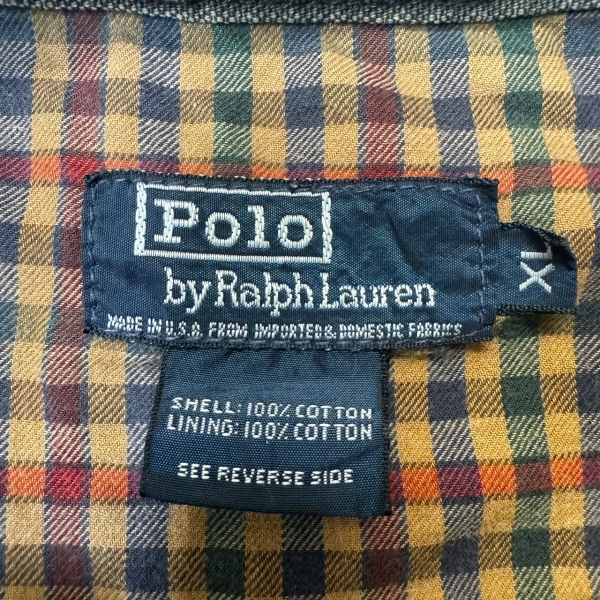 Polo
by Ralph Lauren
MADE IN U.S.A. FROM IMPORTED & DOMESTIC FABRICS
XL
SHELL: 100% COTTON
LINING: 100% COTTON
SEE REVERSE SIDE